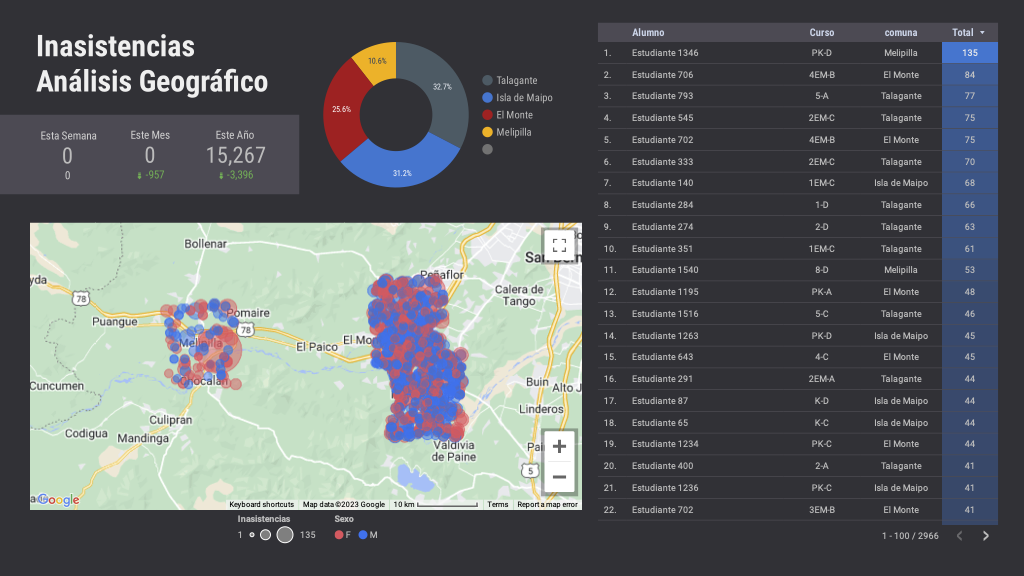 Inasistencias
Análisis Geográfico
Esta Semana
0
0
Este Mes
0
-957
Este Año
15,267
-3,396
10.6%
32.7%
25.6%
31.2%
Talagante
Isla de Maipo
El Monte
Melipilla
Bollenar
78
Puangue
Pomaire
78
Peñaflor
Calera de
Tango
El Paico
Cuncumen
Culipran
Codigua
Mandinga
Buin
Linderos
Valdivia
de Paine
5
Google
Keyboard shortcuts
Map data ©2023 Google
10 km
Terms
Report a map error
Inasistencias
1
135
Sexo
F
M
Alumno Curso comuna Total
1. Estudiante 1346 PK-D Melipilla 135
2. Estudiante 706 4EM-B El Monte 84
3. Estudiante 793 5-A Talagante 77
4. Estudiante 545 2EM-C Talagante 75
5. Estudiante 702 4EM-B El Monte 75
6. Estudiante 333 2EM-C Talagante 70
7. Estudiante 140 1EM-C Isla de Maipo 68
8. Estudiante 284 1-D Talagante 66
9. Estudiante 274 2-D Talagante 63
10. Estudiante 351 1EM-C Talagante 61
11. Estudiante 1540 8-D Melipilla 53
12. Estudiante 1195 PK-A El Monte 48
13. Estudiante 1516 5-C Talagante 46
14. Estudiante 1263 PK-D Isla de Maipo 45
15. Estudiante 643 4-C El Monte 45
16. Estudiante 291 2EM-A Talagante 44
17. Estudiante 87 K-D Isla de Maipo 44
18. Estudiante 65 K-C Isla de Maipo 44
19. Estudiante 1234 PK-C El Monte 44
20. Estudiante 400 2-A Talagante 41
21. Estudiante 1236 PK-C Isla de Maipo 41
22. Estudiante 702 3EM-B El Monte 41
1 - 100 / 2966